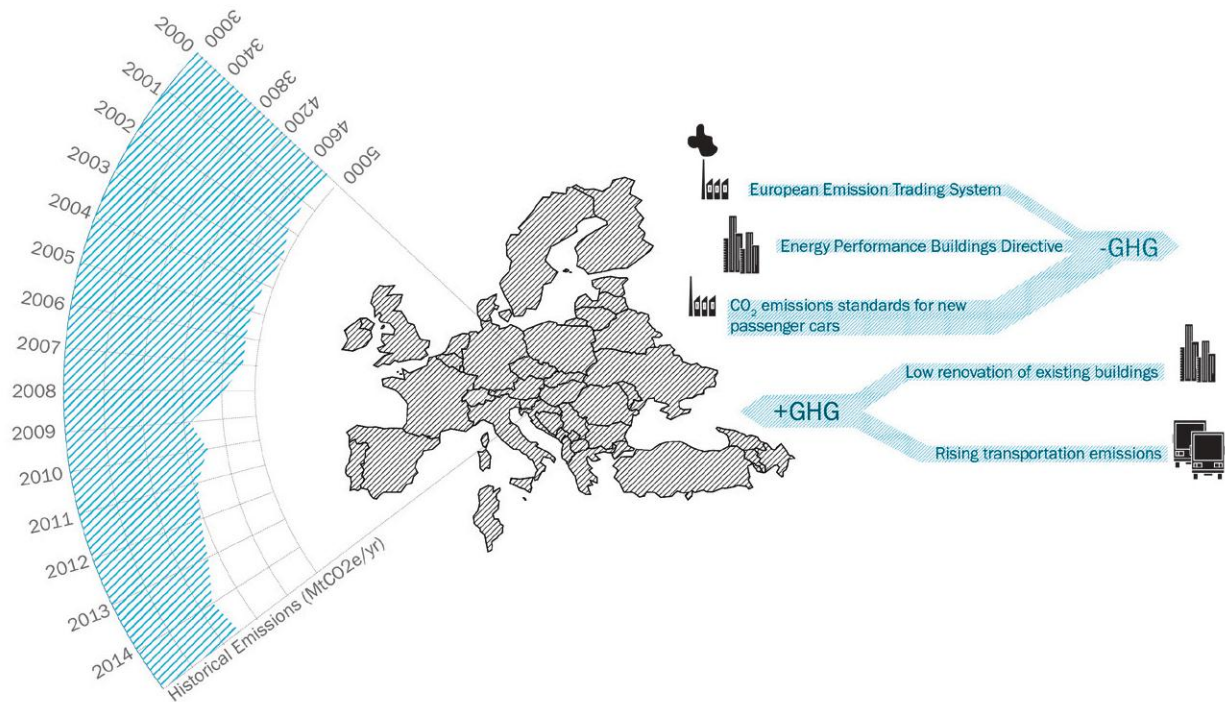 3000
3400
3800
4200
4600
5000
2000
2001
2002
2003
2004
2005
2006
2007
2008
2009
2010
2011
2012
2013
2014
Historical Emissions (MtCO2e/yr)
European Emission Trading System
Energy Performance Buildings Directive
-GHG
CO₂ emissions standards for new
passenger cars
Low renovation of existing buildings
+GHG
Rising transportation emissions